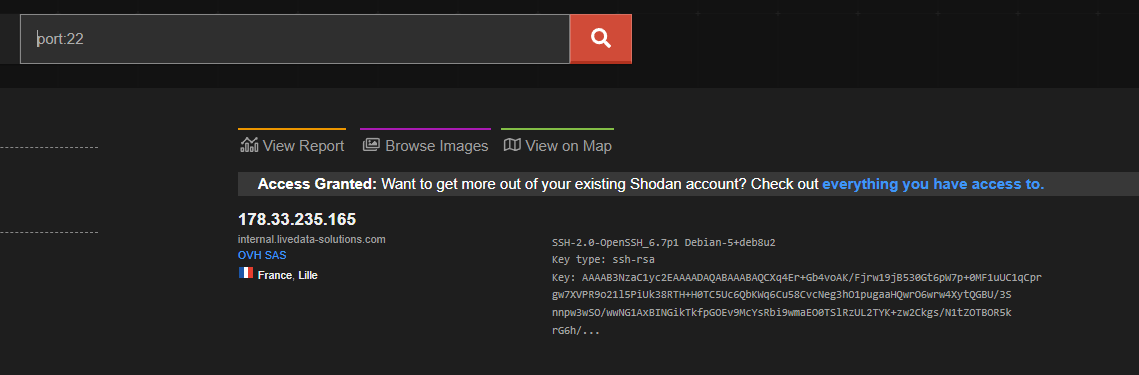 port:22
View Report Browse Images View on Map
Access Granted: Want to get more out of your existing Shodan account? Check out everything you have access to.
178.33.235.165
internal.livedata-solutions.com
OVH SAS
France, Lille
SSH-2.0-OpenSSH_6.7p1 Debian-5+deb8u2
Key type: ssh-rsa
Key: AAAAB3NzaC1yc2EAAAADAQABAAABAQCXq4Er+Gb4voAK/Fjrw19jB530Gt6pW7p+0MF1uUC1qCpr
gw7XVPR9o21l5PiUk38RTH+H0TC5Uc6QbKWq6Cu58CvcNeg3hO1pugaaHQwrO6wrw4XytQGBU/3S
nnpw3wSO/wwNG1AxBINGikTkfpGOEv9McYsRbi9wmaEO0TSlRzUL2TYK+zw2Ckgs/N1tZOTBOR5k
rG6h/...